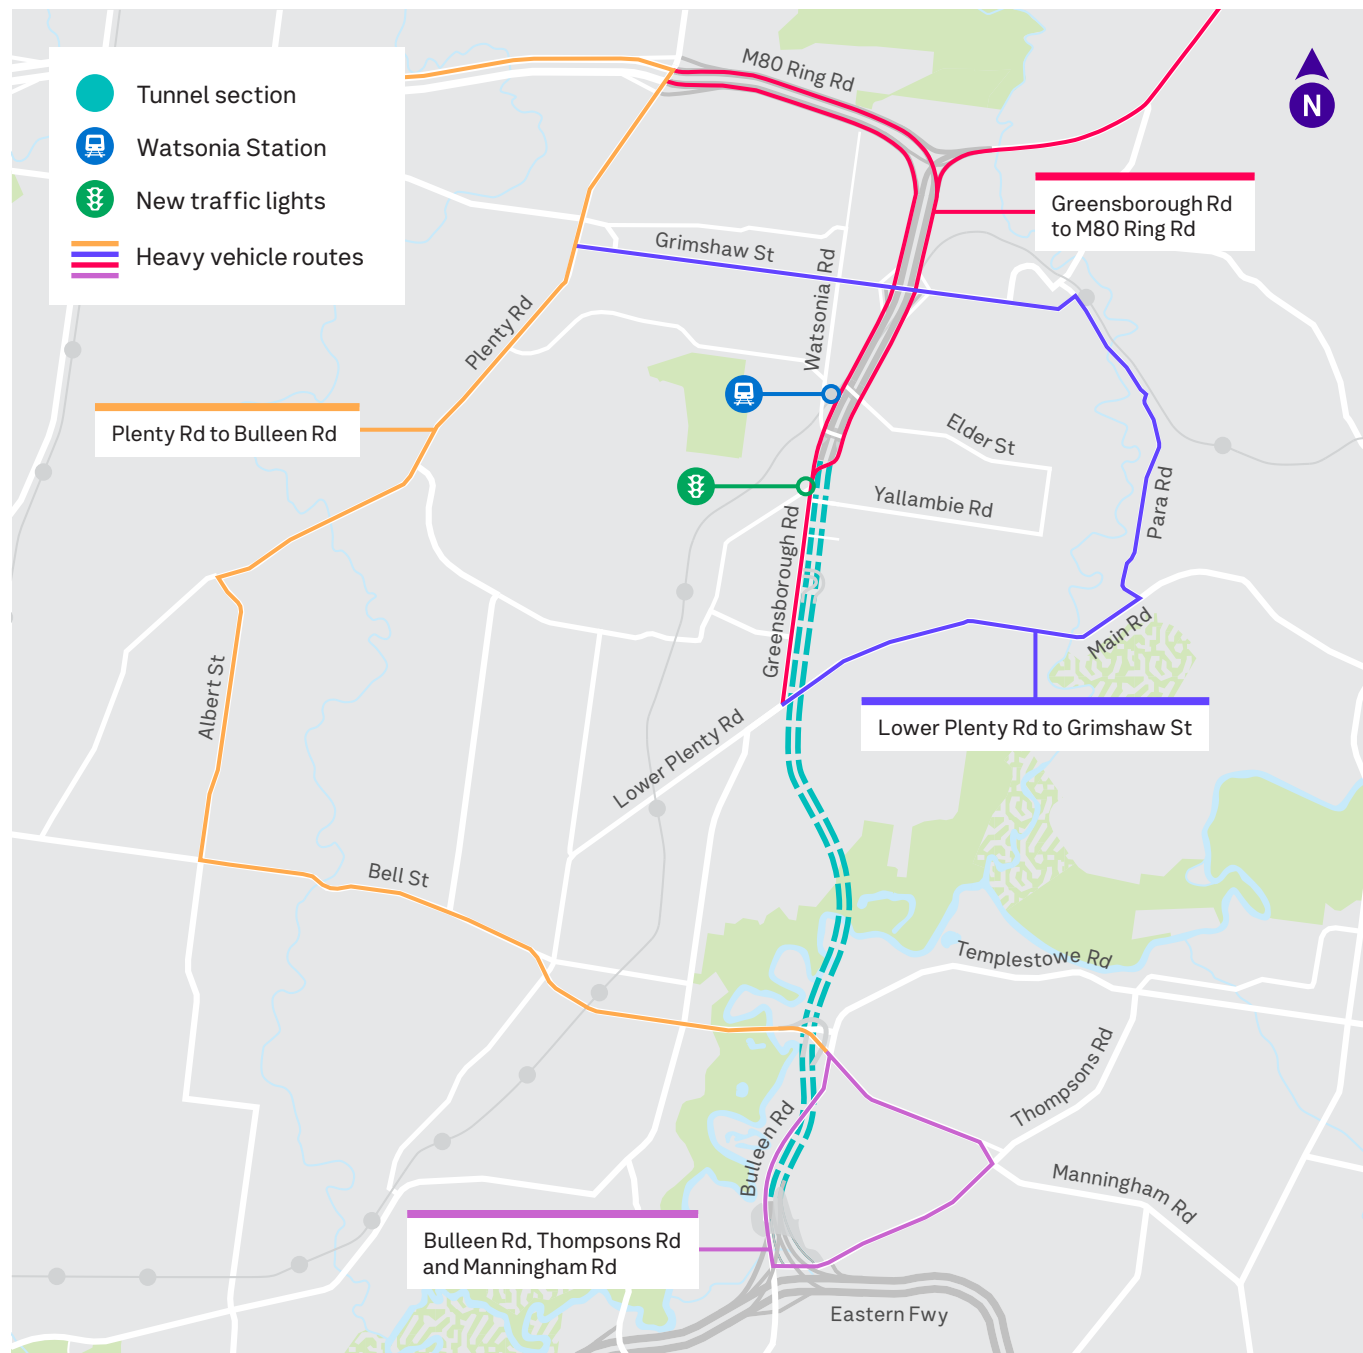 Tunnel section
Watsonia Station
New traffic lights
Heavy vehicle routes
M80 Ring Rd
N
Greensborough Rd
to M80 Ring Rd
Grimshaw St
Watsonia Rd
Plenty Rd
Plenty Rd to Bulleen Rd
Elder St
Yallambie Rd
Para Rd
Greensborough Rd
Main Rd
Albert St
Lower Plenty Rd
Lower Plenty Rd to Grimshaw St
Bell St
Templestowe Rd
Thompsons Rd
Bulleen Rd
Manningham Rd
Bulleen Rd, Thompsons Rd
and Manningham Rd
Eastern Fwy